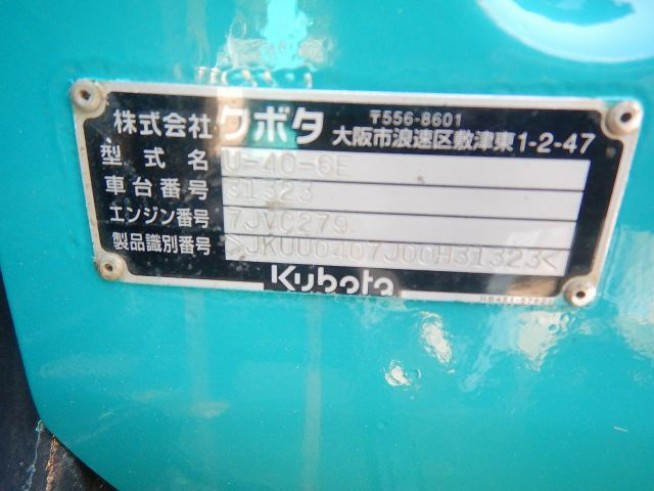 株式会社 クボタ 〒556-8601
大阪市浪速区敷津東1-2-47
型式名 U-40-6E
車台番号 31323
エンジン番号 7JVC279
製品識別番号 >JKUU0407J00H31323<
Kubota